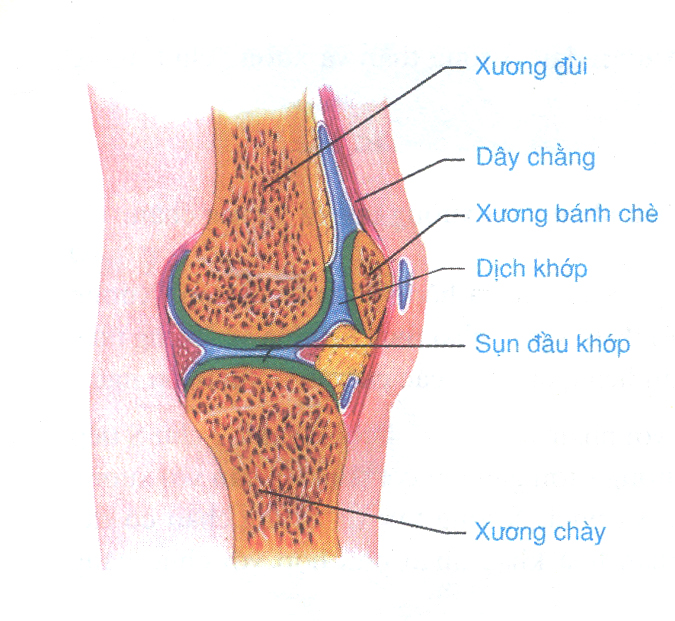 Xương đùi
Dây chằng
Xương bánh chè
Dịch khớp
Sụn đầu khớp
Xương chày